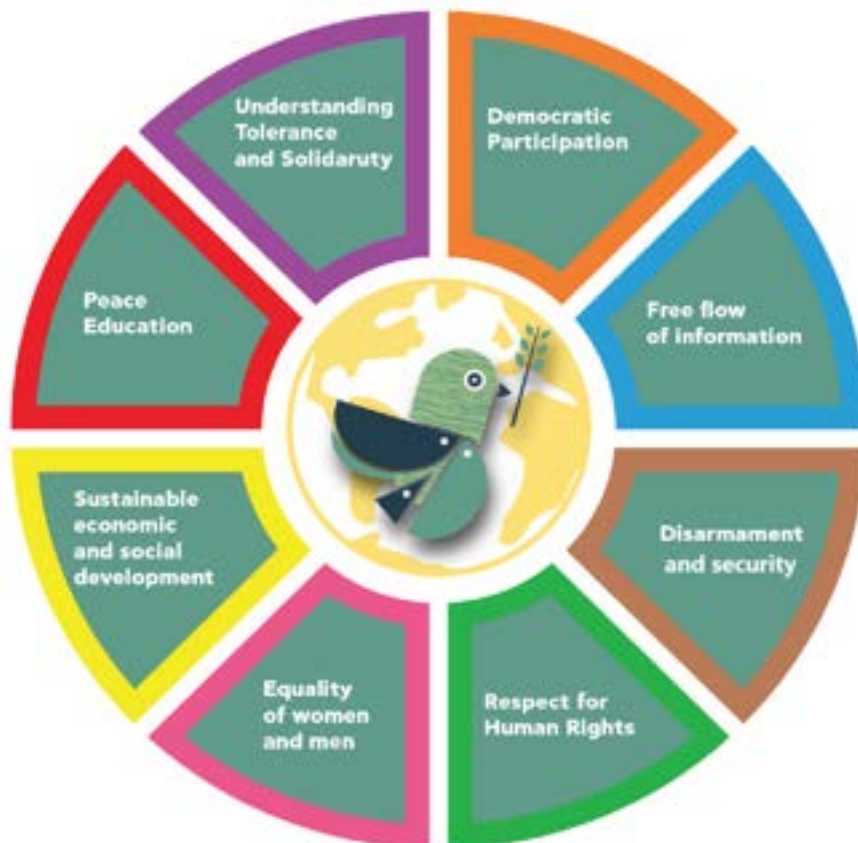 Understanding
Tolerance
and Solidaruty
Democratic
Participation
Free flow
of information
Disarmament
and security
Respect for
Human Rights
Equality
of women
and men
Sustainable
economic
and social
development
Peace
Education